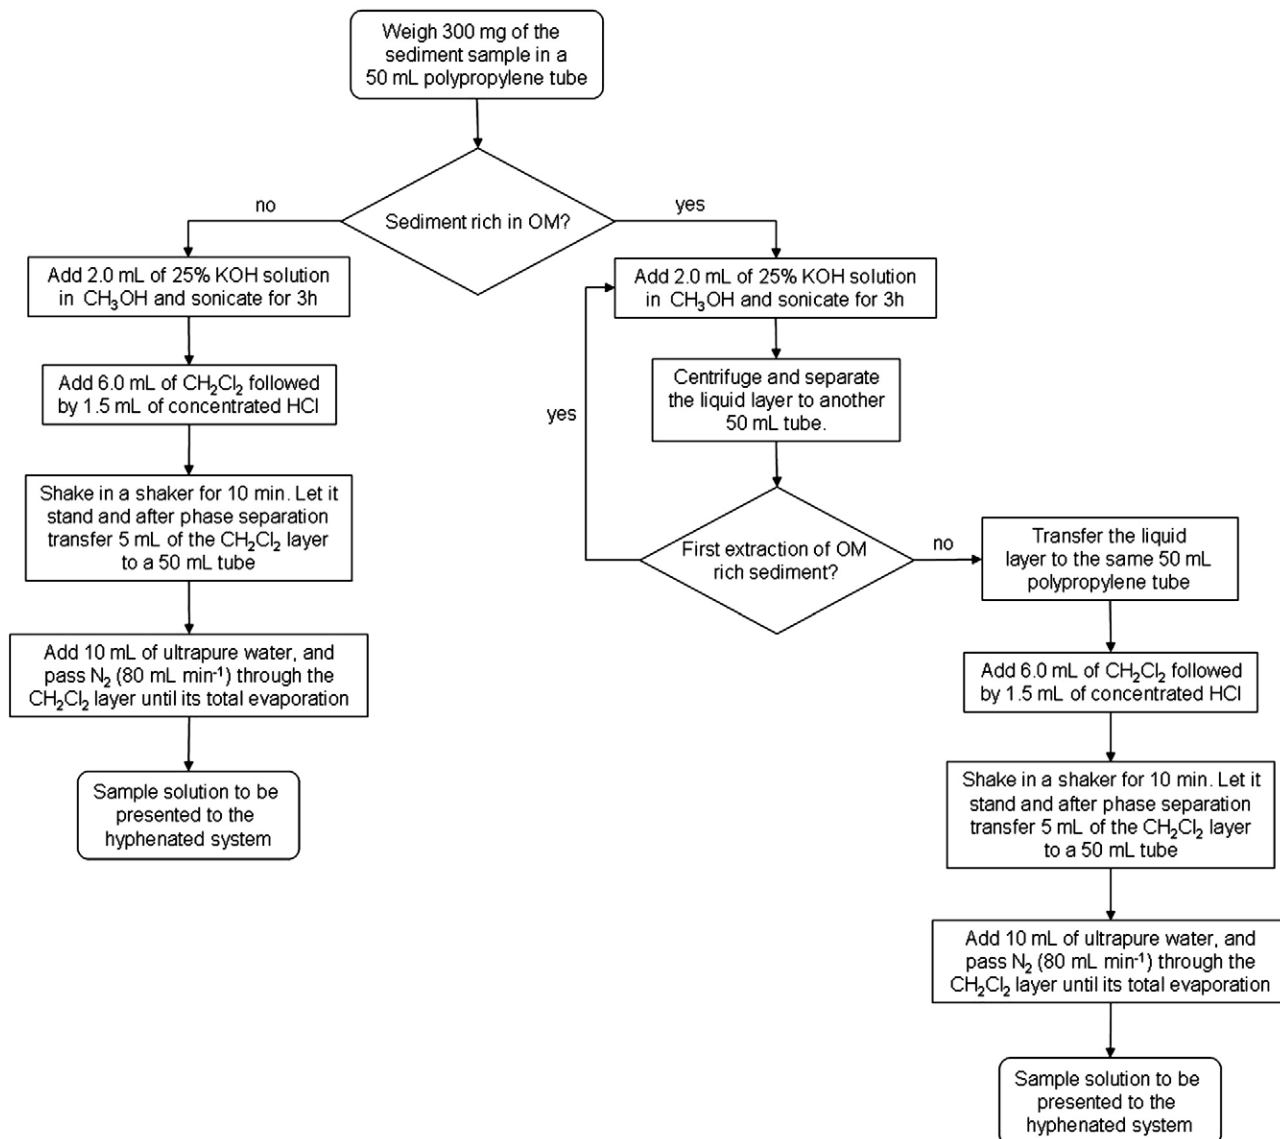 Weigh 300 mg of the
sediment sample in a
50 mL polypropylene tube
Sediment rich in OM?
no
yes
Add 2.0 mL of 25% KOH solution
in CH₃OH and sonicate for 3h
Add 6.0 mL of CH₂Cl₂ followed
by 1.5 mL of concentrated HCl
Shake in a shaker for 10 min. Let it
stand and after phase separation
transfer 5 mL of the CH₂Cl₂ layer
to a 50 mL tube
Add 10 mL of ultrapure water, and
pass N₂ (80 mL min⁻¹) through the
CH₂Cl₂ layer until its total evaporation
Sample solution to be
presented to the
hyphenated system
Add 2.0 mL of 25% KOH solution
in CH₃OH and sonicate for 3h
Centrifuge and separate
the liquid layer to another
50 mL tube.
yes
First extraction of OM
rich sediment?
no
Transfer the liquid
layer to the same 50 mL
polypropylene tube
Add 6.0 mL of CH₂Cl₂ followed
by 1.5 mL of concentrated HCl
Shake in a shaker for 10 min. Let it
stand and after phase separation
transfer 5 mL of the CH₂Cl₂ layer
to a 50 mL tube
Add 10 mL of ultrapure water, and
pass N₂ (80 mL min⁻¹) through the
CH₂Cl₂ layer until its total evaporation
Sample solution to be
presented to the
hyphenated system